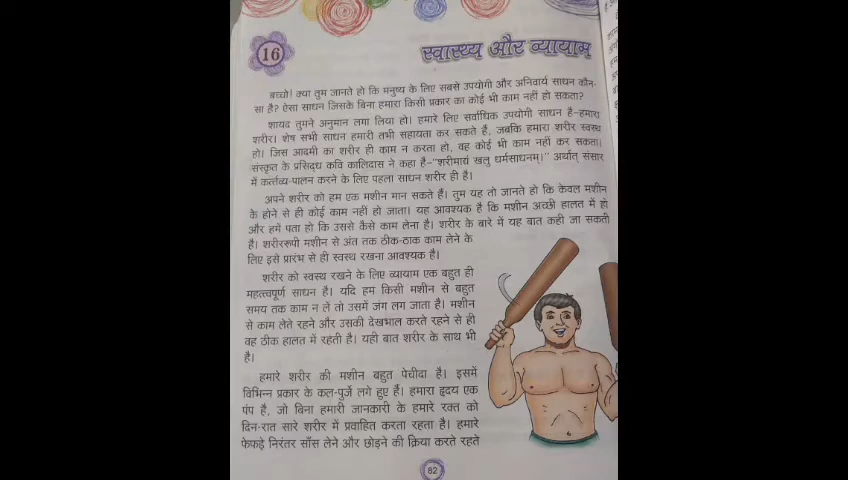 16
स्वास्थ्य और व्यायाम
बच्चो! क्या तुम जानते हो कि मनुष्य के लिए सबसे उपयोगी और अनिवार्य साधन कौन-
सा है? ऐसा साधन जिसके बिना हमारा किसी प्रकार का कोई भी काम नहीं हो सकता?
शायद तुमने अनुमान लगा लिया हो। हमारे लिए सर्वाधिक उपयोगी साधन है–हमारा
शरीर। शेष सभी साधन हमारी तभी सहायता कर सकते हैं, जबकि हमारा शरीर स्वस्थ
हो। जिस आदमी का शरीर ही काम न करता हो, वह कोई भी काम नहीं कर सकता।
संस्कृत के प्रसिद्ध कवि कालिदास ने कहा है–"शरीमाद्यं खलु धर्मसाधनम्।" अर्थात् संसार
में कर्त्तव्य-पालन करने के लिए पहला साधन शरीर ही है।
अपने शरीर को हम एक मशीन मान सकते हैं। तुम यह तो जानते हो कि केवल मशीन
के होने से ही कोई काम नहीं हो जाता। यह आवश्यक है कि मशीन अच्छी हालत में हो
और हमें पता हो कि उससे कैसे काम लेना है। शरीर के बारे में यह बात कही जा सकती
है। शरीररूपी मशीन से अंत तक ठीक-ठाक काम लेने के
लिए इसे प्रारंभ से ही स्वस्थ रखना आवश्यक है।
शरीर को स्वस्थ रखने के लिए व्यायाम एक बहुत ही
महत्त्वपूर्ण साधन है। यदि हम किसी मशीन से बहुत
समय तक काम न लें तो उसमें जंग लग जाता है। मशीन
से काम लेते रहने और उसकी देखभाल करते रहने से ही
वह ठीक हालत में रहती है। यही बात शरीर के साथ भी
है।
हमारे शरीर की मशीन बहुत पेचीदा है। इसमें
विभिन्न प्रकार के कल-पुर्जे लगे हुए हैं। हमारा हृदय एक
पंप है, जो बिना हमारी जानकारी के हमारे रक्त को
दिन-रात सारे शरीर में प्रवाहित करता रहता है। हमारे
फेफड़े निरंतर साँस लेने और छोड़ने की क्रिया करते रहते
82